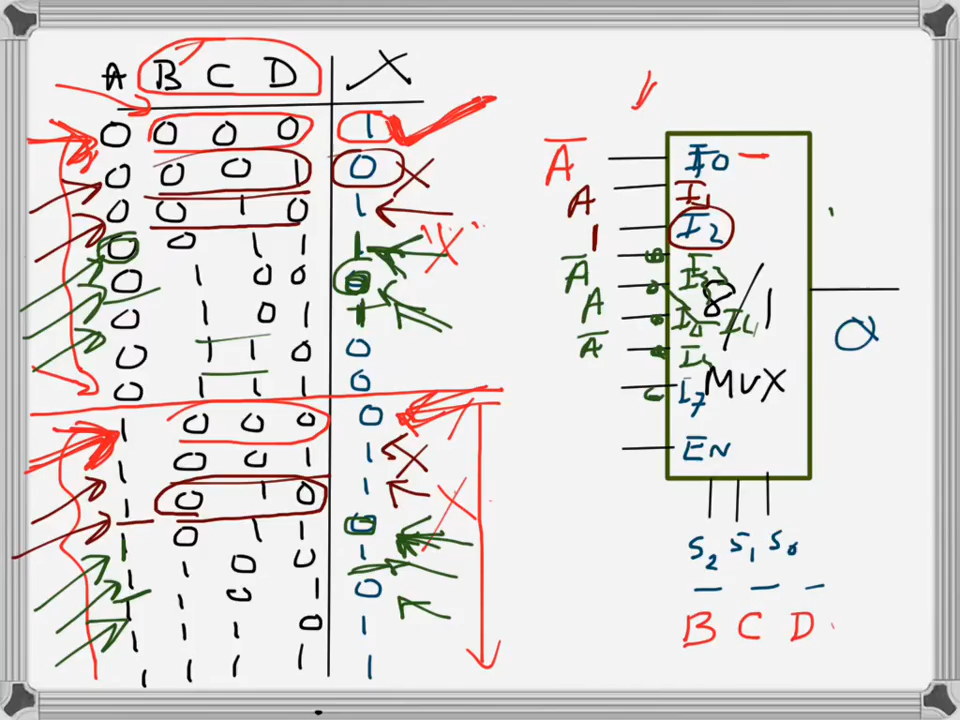 A B C D X
0 0 0 0 1
0 0 0 1 0 X
0 0 1 0 1
0 0 1 1 1 "X"
0 1 0 0 0
0 1 0 1 1
0 1 1 0 0
0 1 1 1 0
1 0 0 0 0
1 0 0 1 1 X
1 0 1 0 1 X
1 0 1 1 0
1 1 0 0 1
1 1 0 1 0
1 1 1 0 1
1 1 1 1 1
A̅ I0
A I1
1 I2
A̅ I3
A I4
A̅ I5
I7
8/1
MUX
EN
Q
S2 S1 S0
B C D